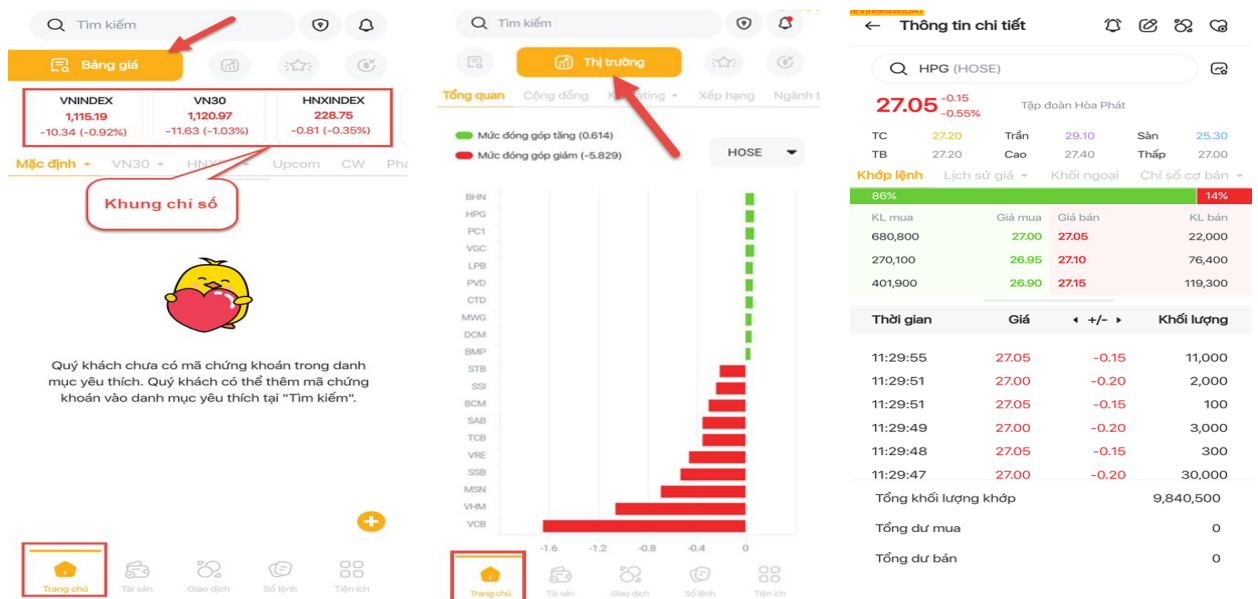 Tìm kiếm
Bảng giá
VNINDEX
1,115.19
-10.34 (-0.92%)
VN30
1,120.97
-11.63 (-1.03%)
HNXINDEX
228.75
-0.81 (-0.35%)
Mặc định VN30 Upcom CW
Khung chỉ số
Quý khách chưa có mã chứng khoán trong danh
mục yêu thích. Quý khách có thể thêm mã chứng
khoán vào danh mục yêu thích tại "Tìm kiếm".
Trang chủ Tài sản Giao dịch Sổ lệnh Tiện ích
Tìm kiếm
Thị trường
Tổng quan Cộng đồng Xếp hạng Ngành
Mức đóng góp tăng (0.614)
Mức đóng góp giảm (-5.829)
HOSE
BHN
HPG
PC1
VGC
LPB
PVD
CTD
MWG
DCM
BMP
STB
SSI
BCM
SAB
TCB
VRE
SSB
MSN
VHM
VCB
-1.6 -1.2 -0.8 -0.4 0
Trang chủ Tài sản Giao dịch Sổ lệnh Tiện ích
Thông tin chi tiết
HPG (HOSE)
27.05 -0.15
-0.55%
Tập đoàn Hòa Phát
TC 27.20 Trần 29.10 Sàn 25.30
TB 27.20 Cao 27.40 Thấp 27.00
Khớp lệnh Lịch sử giá Khối ngoại Chỉ số cơ bản
86% 14%
KL mua Giá mua Giá bán KL bán
680,800 27.00 27.05 22,000
270,100 26.95 27.10 76,400
401,900 26.90 27.15 119,300
Thời gian Giá +/- Khối lượng
11:29:55 27.05 -0.15 11,000
11:29:51 27.00 -0.20 2,000
11:29:51 27.05 -0.15 100
11:29:49 27.00 -0.20 3,000
11:29:48 27.05 -0.15 300
11:29:47 27.00 -0.20 30,000
Tổng khối lượng khớp 9,840,500
Tổng dư mua 0
Tổng dư bán 0